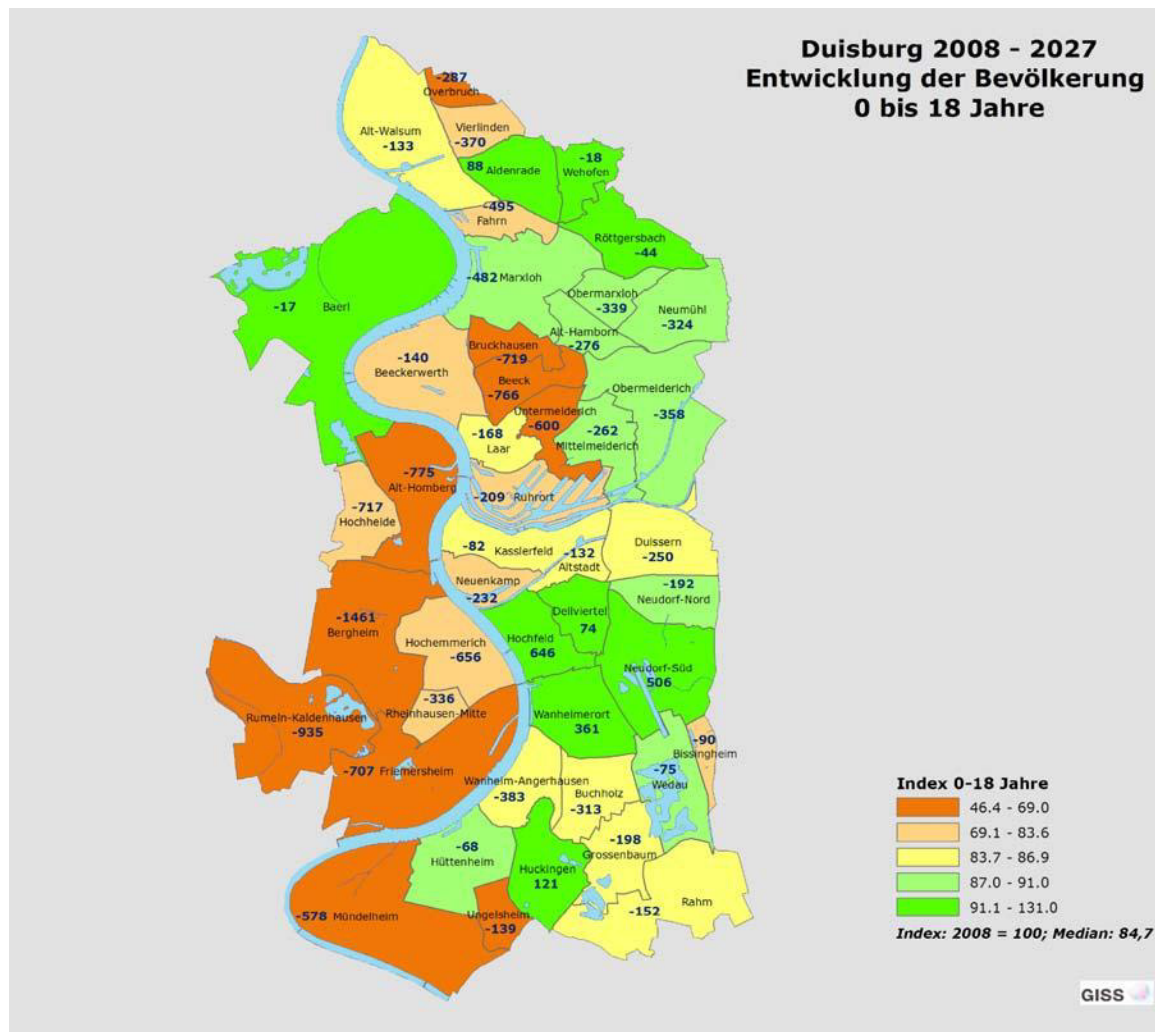 Duisburg 2008 - 2027
Entwicklung der Bevölkerung
0 bis 18 Jahre
-287
Overbruch
Vierlinden
-370
Alt-Walsum
-133
88 Aldenrade
-18
Wehofen
-495
Fahrn
Röttgersbach
-44
-482 Marxloh
Obermarxloh
-339
Neumühl
-324
-17
Baerl
Alt-Hamborn
-276
Bruckhausen
-719
-140
Beeckerwerth
Beeck
-766
Obermeiderich
-358
Untermeiderich
-600
-262
Mittelmeiderich
-168
Laar
-775
Alt-Homberg
-209 Ruhrort
-717
Hochheide
-82 Kasslerfeld
-132
Altstadt
Duissern
-250
Neuenkamp
-232
-192
Neudorf-Nord
Dellviertel
74
-1461
Bergheim
Hochemmerich
-656
Hochfeld
646
Neudorf-Süd
506
-336
Rheinhausen-Mitte
Rumeln-Kaldenhausen
-935
Wanheimerort
361
-707 Friemersheim
-90
Bissingheim
-75
Wedau
Wanheim-Angerhausen
-383
Buchholz
-313
-198
Grossenbaum
-68
Hüttenheim
Huckingen
121
-152
Rahm
-578 Mündelheim
Ungelsheim
-139
Index 0-18 Jahre
46.4 - 69.0
69.1 - 83.6
83.7 - 86.9
87.0 - 91.0
91.1 - 131.0
Index: 2008 = 100; Median: 84,7
GISS